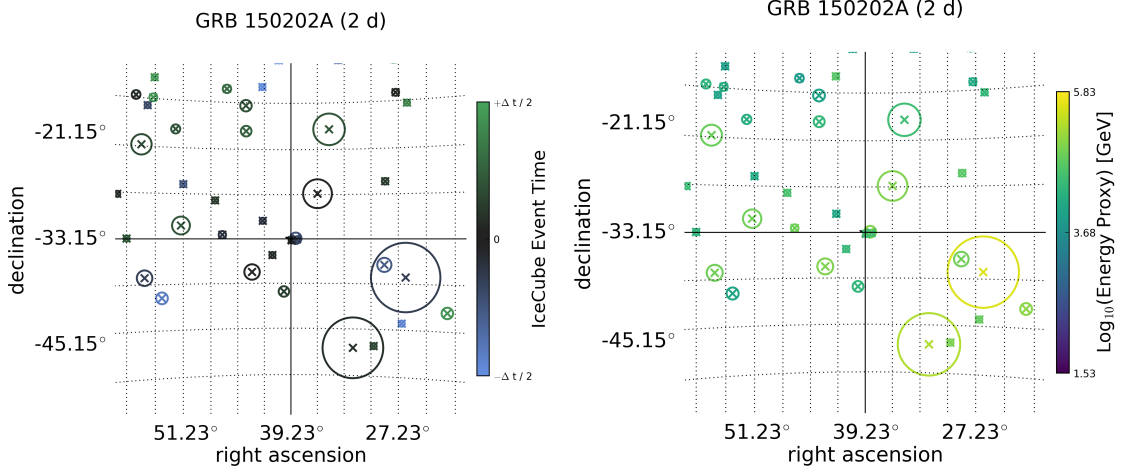 GRB 150202A (2 d)
-21.15°
-33.15°
-45.15°
declination
51.23°
39.23°
27.23°
right ascension
+Δ t / 2
0
−Δ t / 2
IceCube Event Time
GRB 150202A (2 d)
-21.15°
-33.15°
-45.15°
declination
51.23°
39.23°
27.23°
right ascension
5.83
3.68
1.53
Log₁₀(Energy Proxy) [GeV]